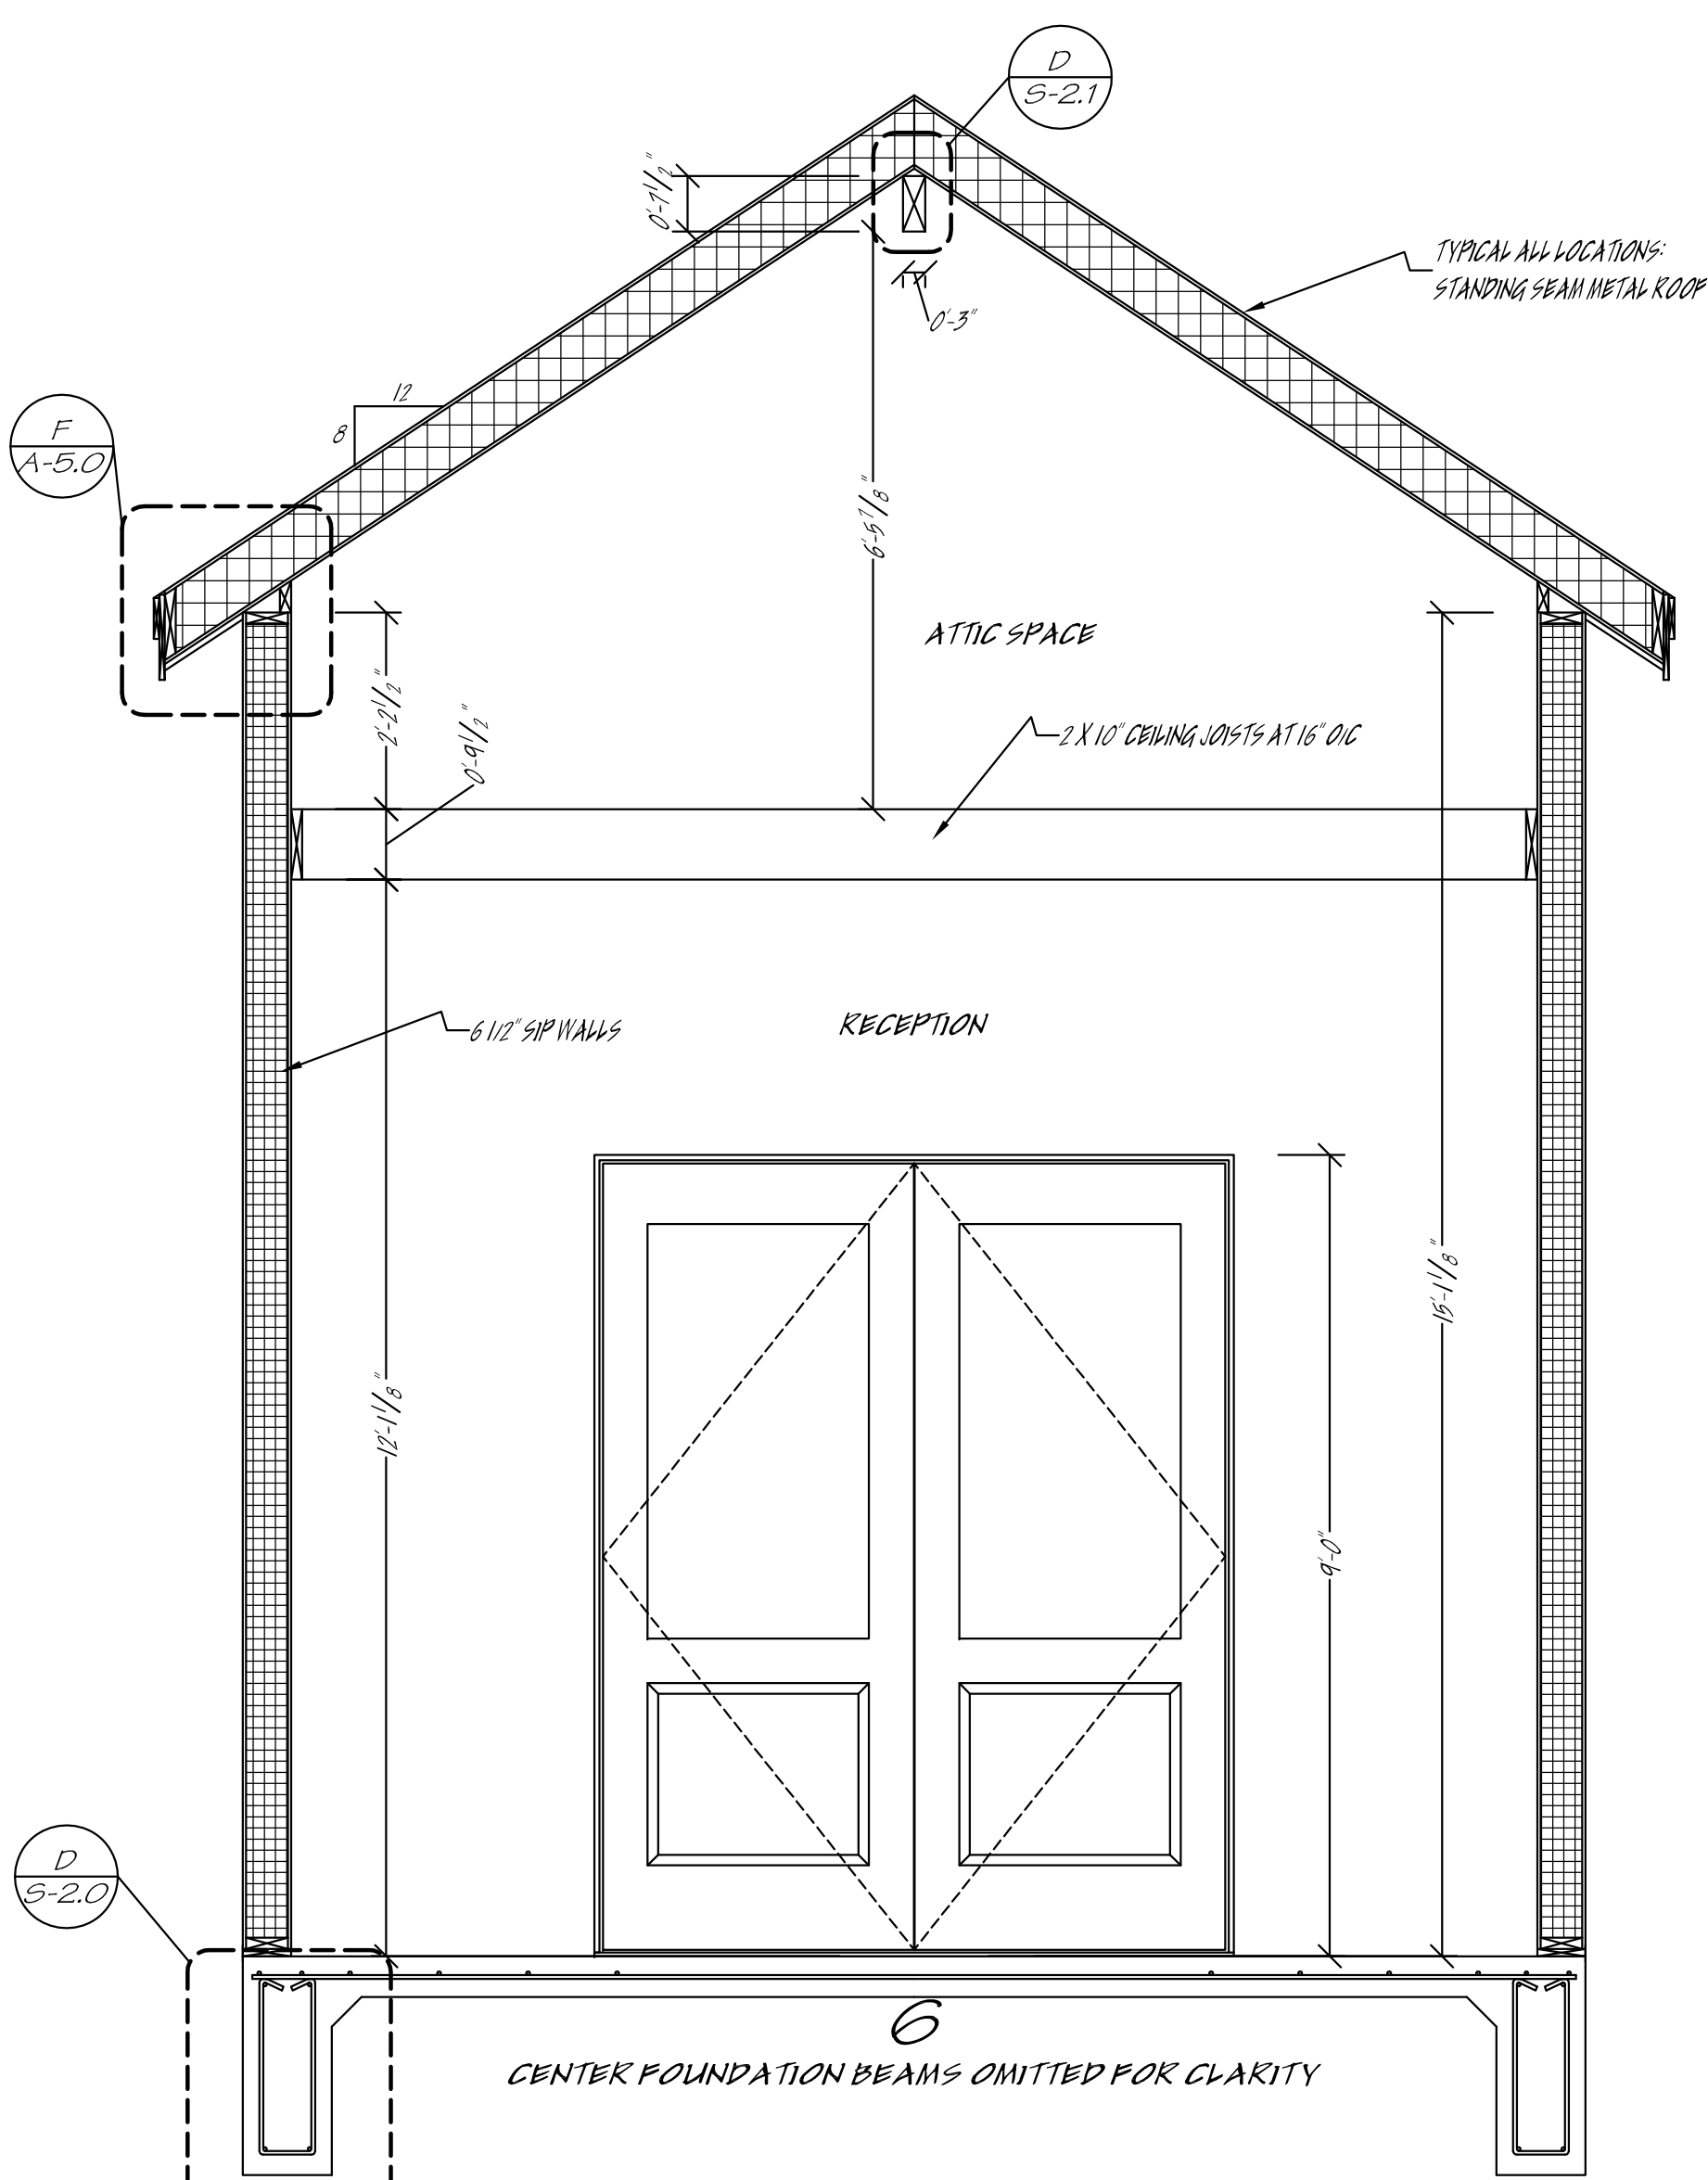 D
S-2.1
0'-7 1/2"
TYPICAL ALL LOCATIONS:
STANDING SEAM METAL ROOF
0'-3"
12
8
F
A-5.0
6'-5 7/8"
ATTIC SPACE
2'-2 1/2"
0'-9 1/2"
2 X 10" CEILING JOISTS AT 16" O/C
RECEPTION
6 1/2" SIP WALLS
15'-1 1/8"
12'-1 1/8"
9'-0"
D
S-2.0
6
CENTER FOUNDATION BEAMS OMITTED FOR CLARITY